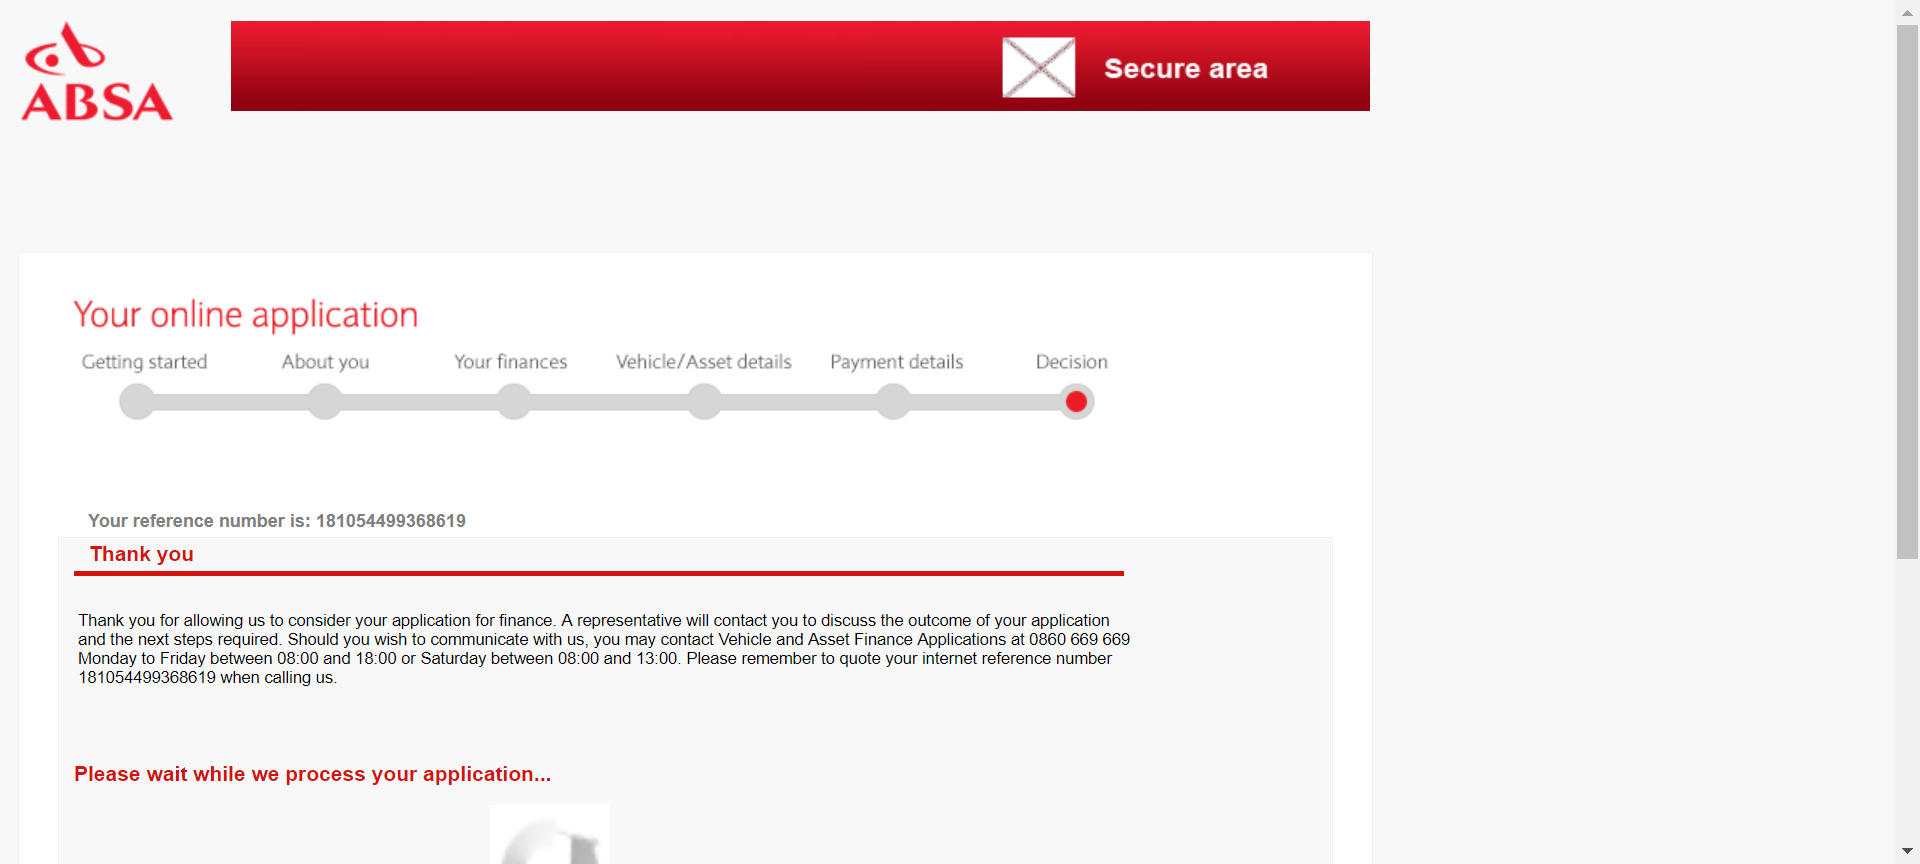 ABSA
Secure area
Your online application
Getting started
About you
Your finances
Vehicle/Asset details
Payment details
Decision
Your reference number is: 181054499368619
Thank you
Thank you for allowing us to consider your application for finance. A representative will contact you to discuss the outcome of your application
and the next steps required. Should you wish to communicate with us, you may contact Vehicle and Asset Finance Applications at 0860 669 669
Monday to Friday between 08:00 and 18:00 or Saturday between 08:00 and 13:00. Please remember to quote your internet reference number
181054499368619 when calling us.
Please wait while we process your application...